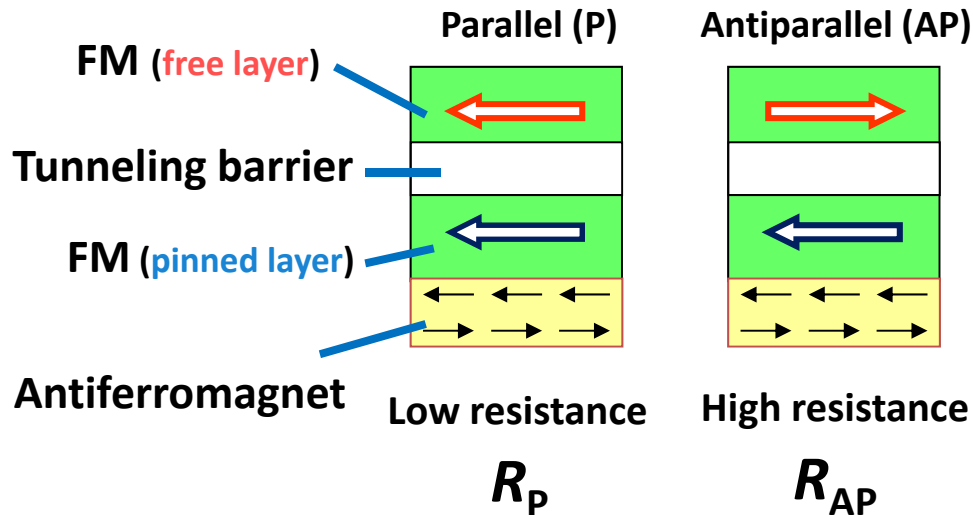 Parallel (P)
Antiparallel (AP)
FM (free layer)
Tunneling barrier
FM (pinned layer)
Antiferromagnet
Low resistance
High resistance
RP
RAP